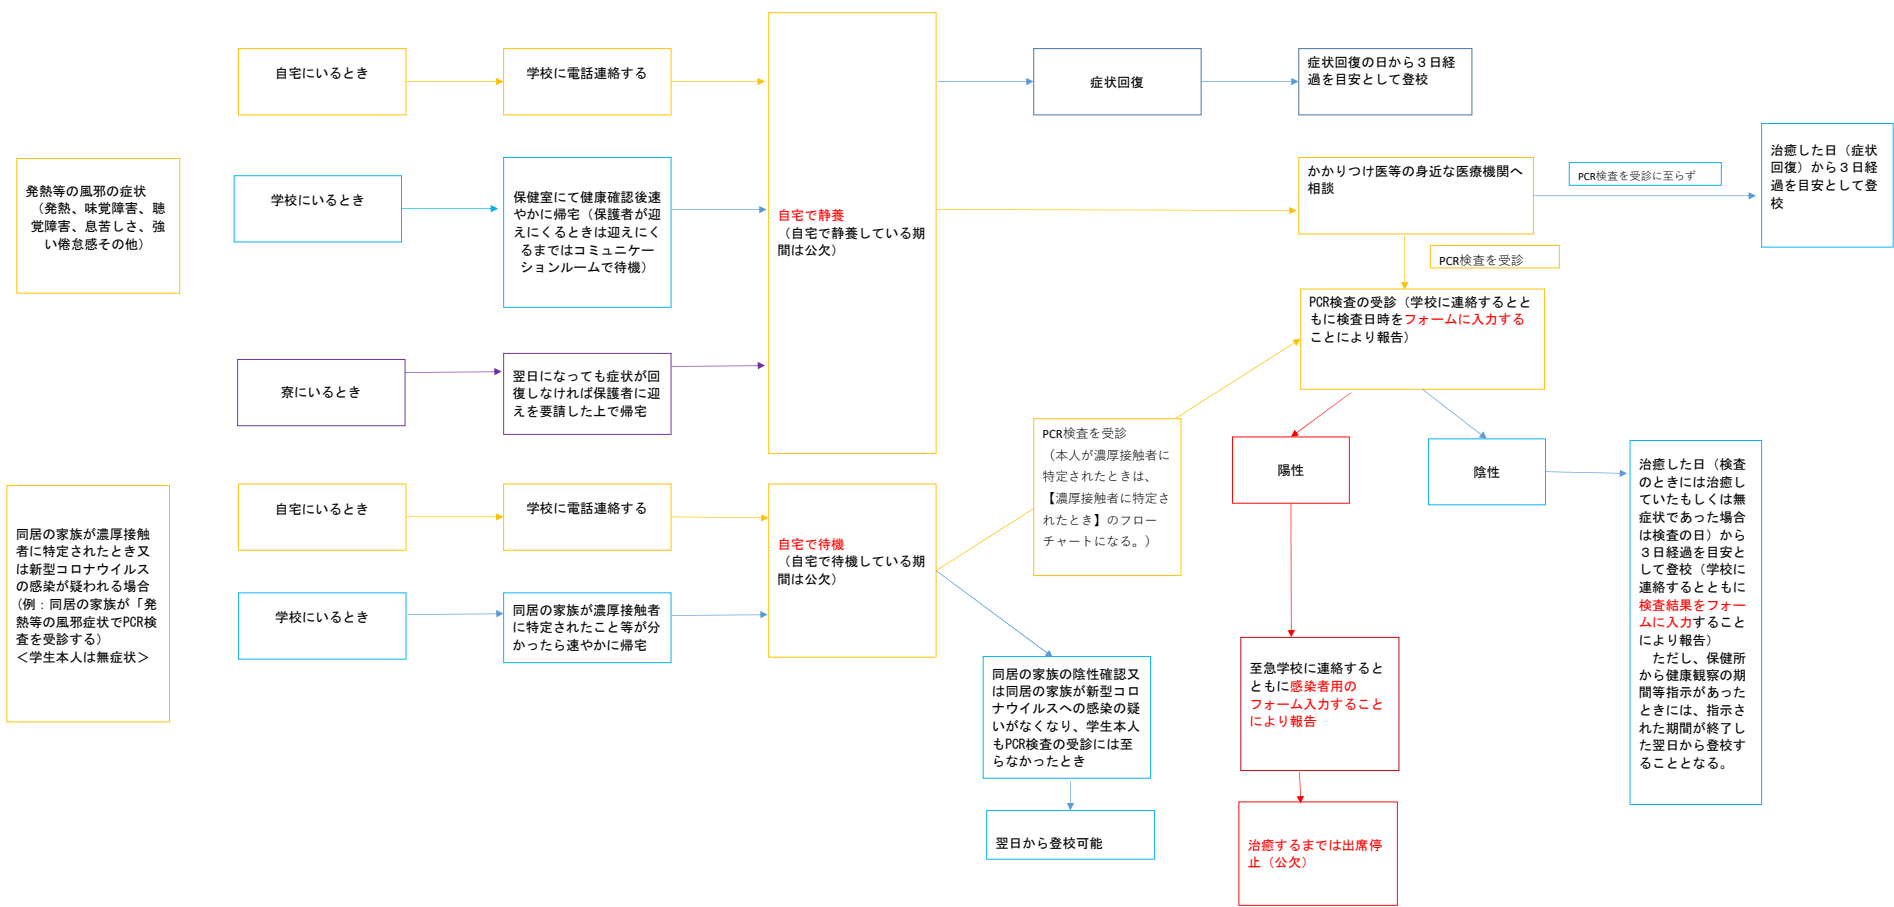 自宅にいるとき
学校に電話連絡する
症状回復
症状回復の日から3日経
過を目安として登校
発熱等の風邪の症状
(発熱、味覚障害、聴
覚障害、息苦しさ、強
い倦怠感その他)
学校にいるとき
保健室にて健康確認後速
やかに帰宅(保護者が迎
えにくるときは迎えにく
るまではコミュニケー
ションルームで待機)
自宅で静養
(自宅で静養している期
間は公欠)
かかりつけ医等の身近な医療機関へ
相談
PCR検査を受診に至らず
治癒した日(症状
回復)から3日経
過を目安として登
校
PCR検査を受診
PCR検査の受診(学校に連絡するとと
もに検査日時をフォームに入力する
ことにより報告)
寮にいるとき
翌日になっても症状が回
復しなければ保護者に迎
えを要請した上で帰宅
PCR検査を受診
(本人が濃厚接触者に
特定されたときは、
【濃厚接触者に特定さ
れたとき】のフロー
チャートになる。)
陽性
陰性
治癒した日(検査
のときには治癒し
ていたもしくは無
症状であった場合
は検査の日)から
3日経過を目安と
して登校(学校に
連絡するとともに
検査結果をフォー
ムに入力すること
により報告)
ただし、保健所
から健康観察の期
間等指示があった
ときには、指示さ
れた期間が終了し
た翌日から登校す
ることとなる。
同居の家族が濃厚接触
者に特定されたとき又
は新型コロナウイルス
の感染が疑われる場合
(例:同居の家族が「発
熱等の風邪症状でPCR検
査を受診する)
<学生本人は無症状>
自宅にいるとき
学校に電話連絡する
自宅で待機
(自宅で待機している期
間は公欠)
学校にいるとき
同居の家族が濃厚接触者
に特定されたこと等が分
かったら速やかに帰宅
同居の家族の陰性確認又
は同居の家族が新型コロ
ナウイルスへの感染の疑
いがなくなり、学生本人
もPCR検査の受診には至
らなかったとき
翌日から登校可能
至急学校に連絡すると
ともに感染者用の
フォーム入力すること
により報告
治癒するまでは出席停
止(公欠)